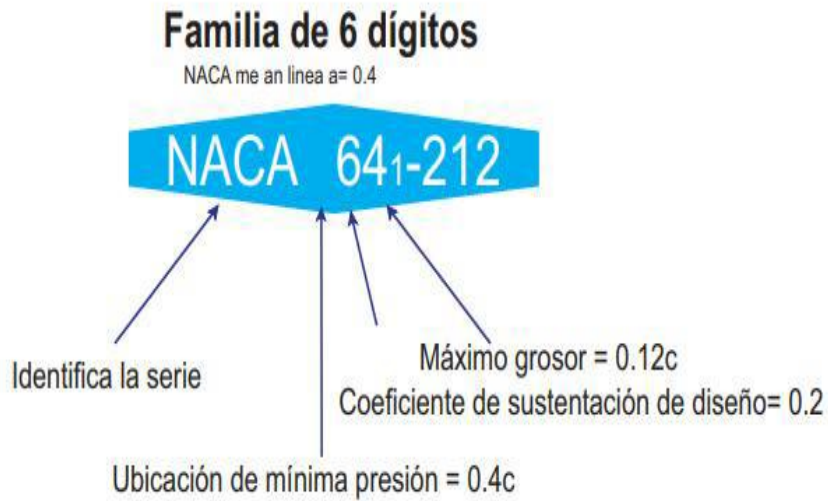 Familia de 6 dígitos
NACA me an linea a= 0.4
NACA 64₁-212
Identifica la serie
Máximo grosor = 0.12c
Coeficiente de sustentación de diseño= 0.2
Ubicación de mínima presión = 0.4c